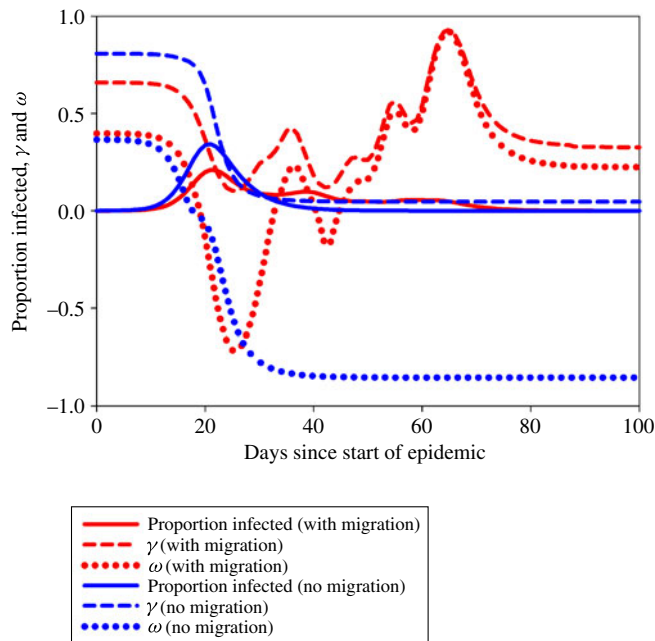 1.0
0.5
0.0
−0.5
−1.0
Proportion infected, γ and ω
0 20 40 60 80 100
Days since start of epidemic
Proportion infected (with migration)
γ (with migration)
ω (with migration)
Proportion infected (no migration)
γ (no migration)
ω (no migration)